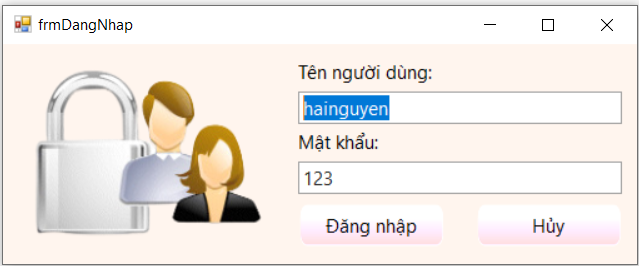 frmDangNhap
Tên người dùng:
hainguyen
Mật khẩu:
123
Đăng nhập
Hủy